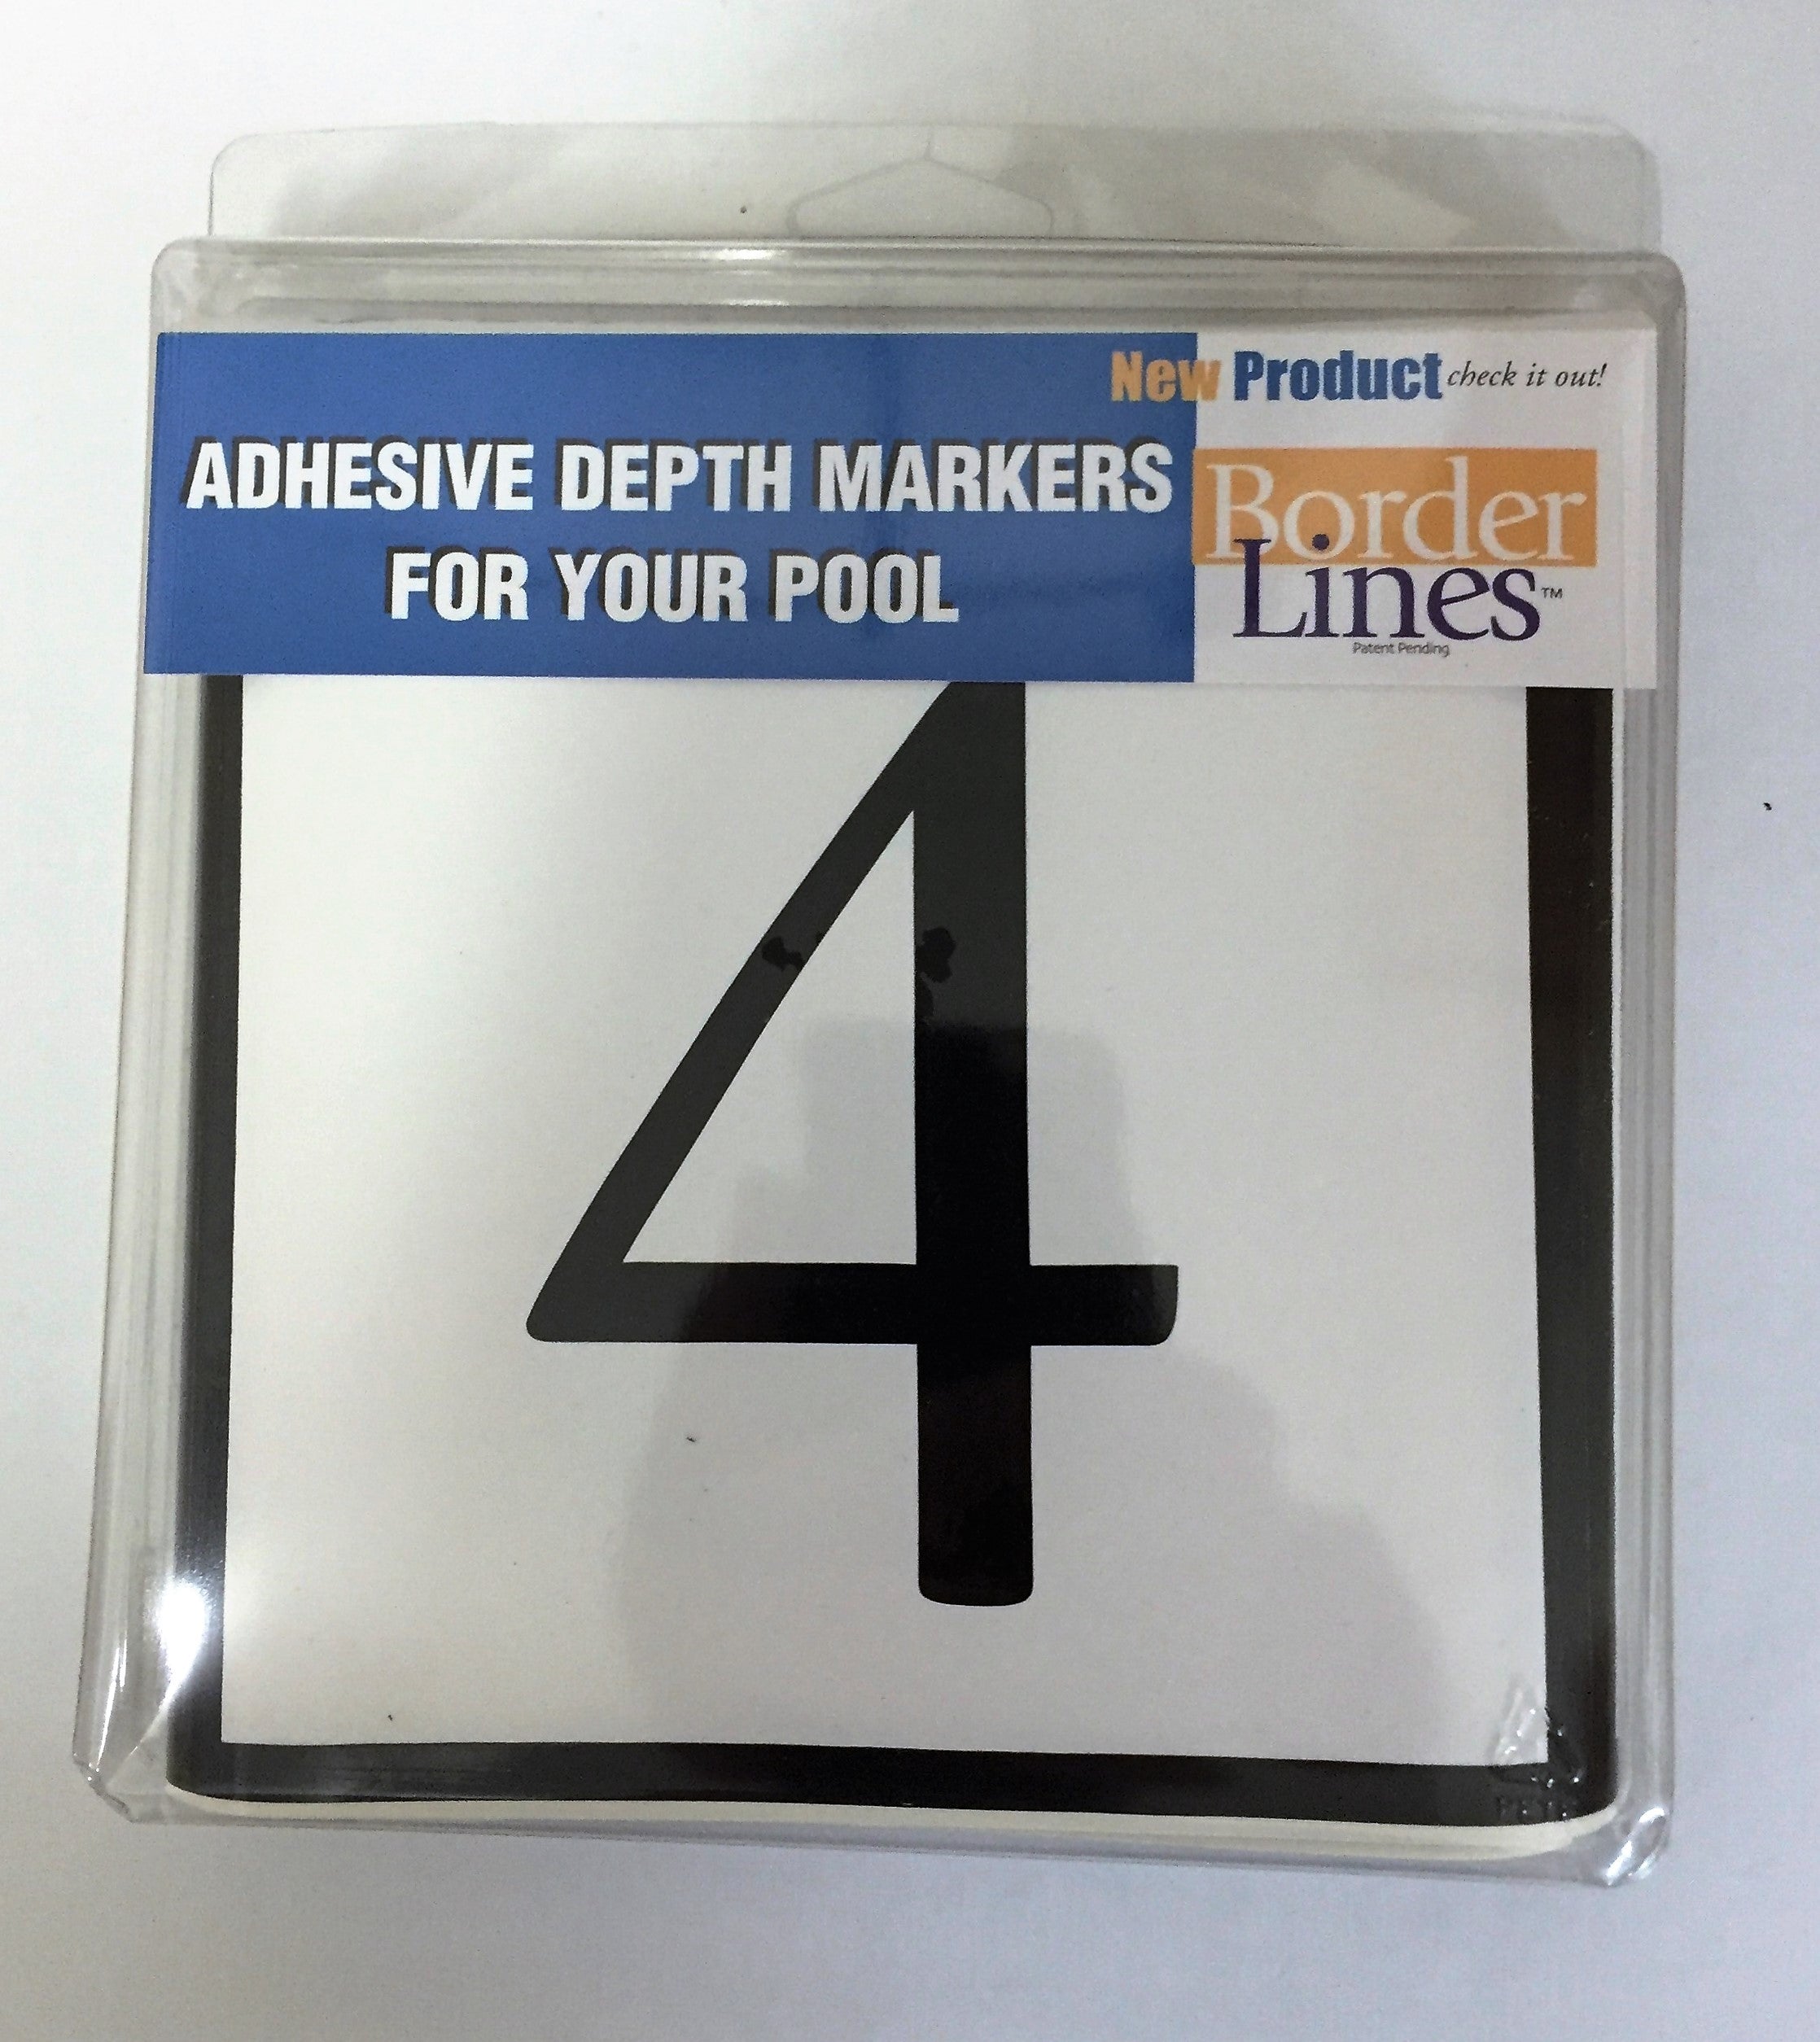 New Product check it out!
ADHESIVE DEPTH MARKERS
FOR YOUR POOL
Border
Lines™
Patent Pending
4